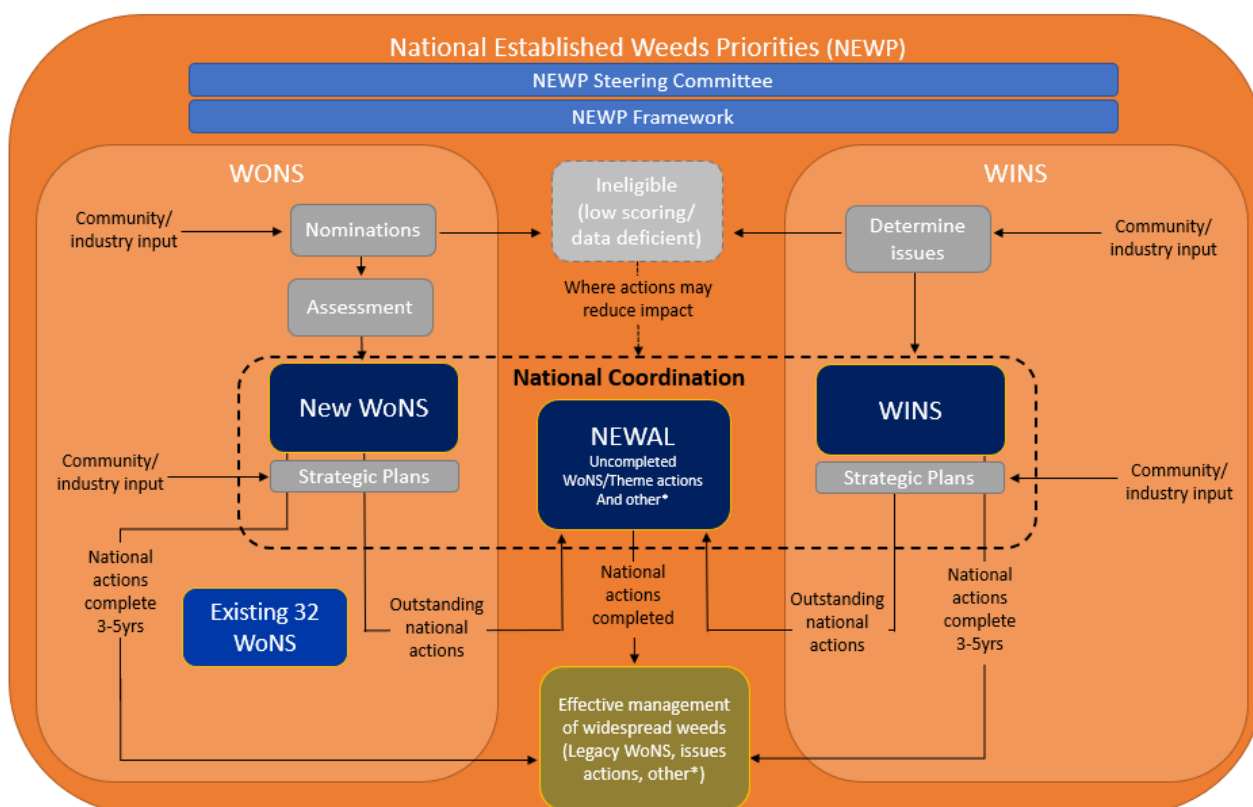 National Established Weeds Priorities (NEWP)
NEWP Steering Committee
NEWP Framework
WONS
Community/
industry input
Nominations
Assessment
New WoNS
Community/
industry input
Strategic Plans
National
actions
complete
3-5yrs
Existing 32
WoNS
Outstanding
national
actions
Ineligible
(low scoring/
data deficient)
Where actions may
reduce impact
National Coordination
NEWAL
Uncompleted
WoNS/Theme actions
And other*
National
actions
completed
Effective management
of widespread weeds
(Legacy WoNS, issues
actions, other*)
WINS
Determine
issues
Community/
industry input
WINS
Strategic Plans
Community/
industry input
Outstanding
national
actions
National
actions
complete
3-5yrs